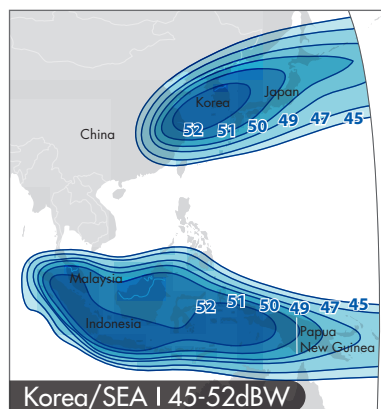 Korea
Japan
China
52 51 50 49 47 45
Malaysia
Indonesia
52 51 50 49 47 45
Papua
New Guinea
Korea/SEA I 45-52dBW